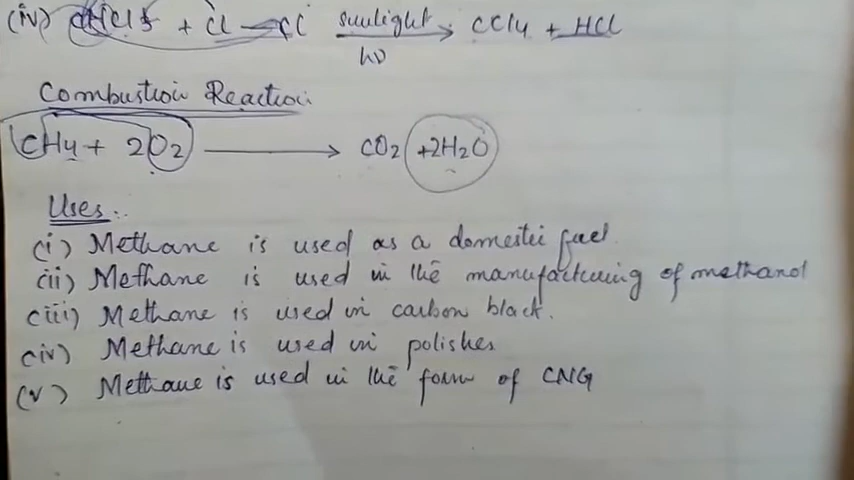 (iv) CHCl3 + Cl — Cl sunlight → CCl4 + HCl
hν
Combustion Reaction
CH4 + 2O2 → CO2 + 2H2O
Uses:
(i) Methane is used as a domestic fuel.
(ii) Methane is used in the manufacturing of methanol
(iii) Methane is used in carbon black.
(iv) Methane is used in polishes
(v) Methane is used in the form of CNG